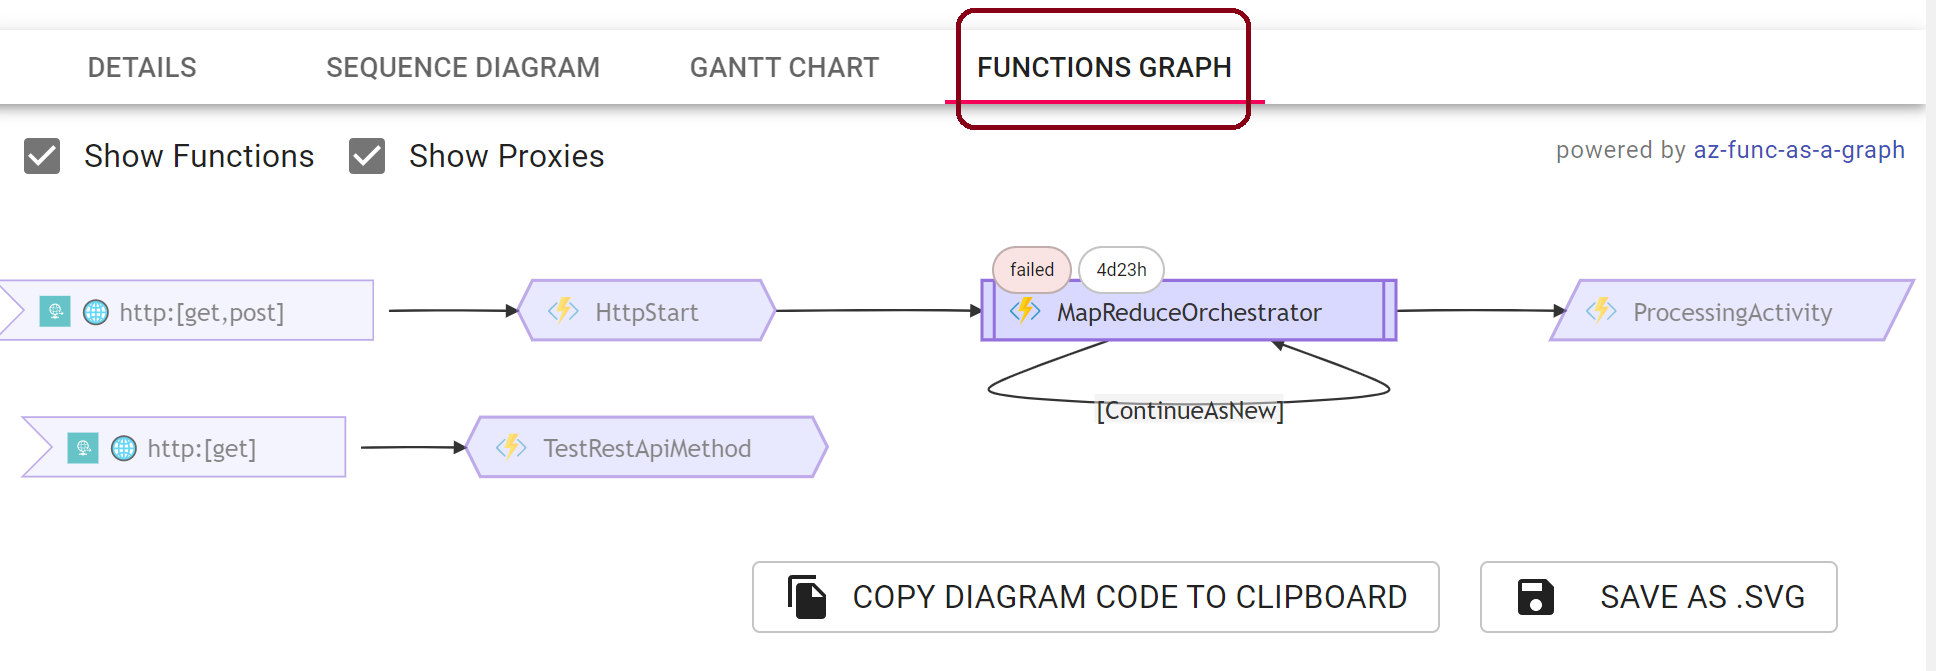 DETAILS SEQUENCE DIAGRAM GANTT CHART FUNCTIONS GRAPH
Show Functions Show Proxies
powered by az-func-as-a-graph
failed 4d23h
http:[get,post] HttpStart MapReduceOrchestrator ProcessingActivity
[ContinueAsNew]
http:[get] TestRestApiMethod
COPY DIAGRAM CODE TO CLIPBOARD SAVE AS .SVG